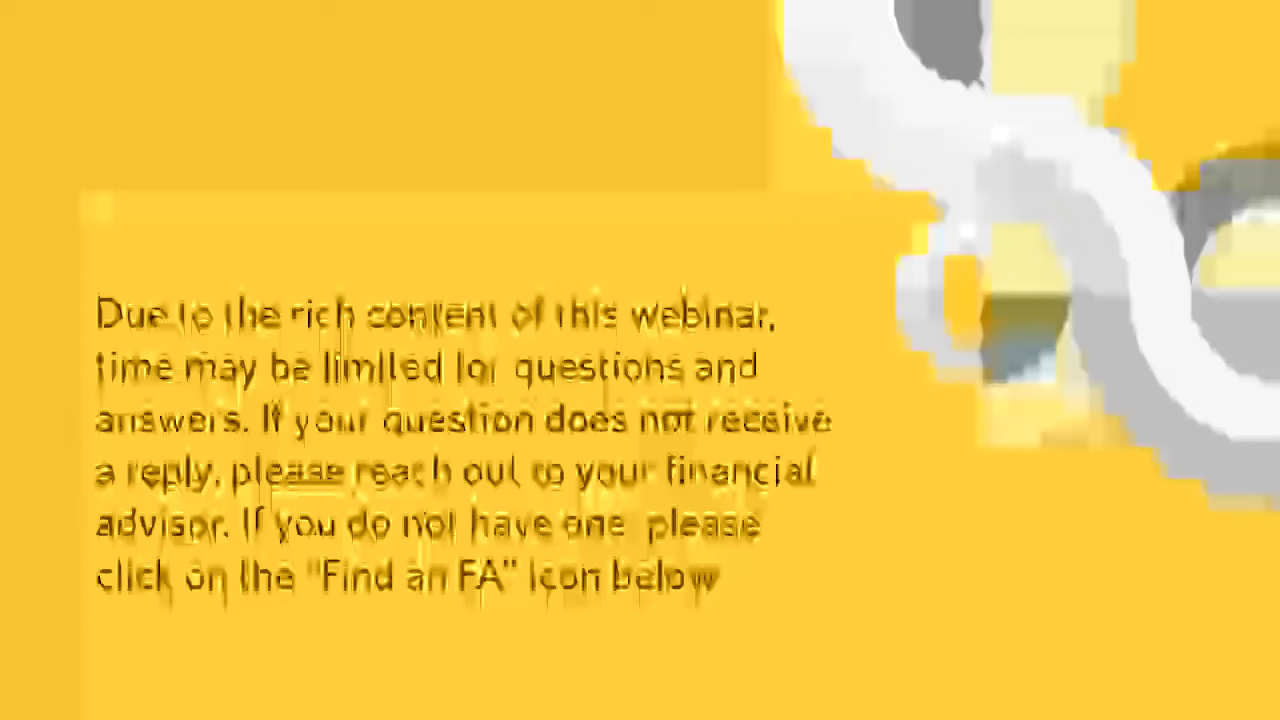 Due to the rich content of this webinar,
time may be limited for questions and
answers. If your question does not receive
a reply, please reach out to your financial
advisor. If you do not have one, please
click on the "Find an FA" icon below